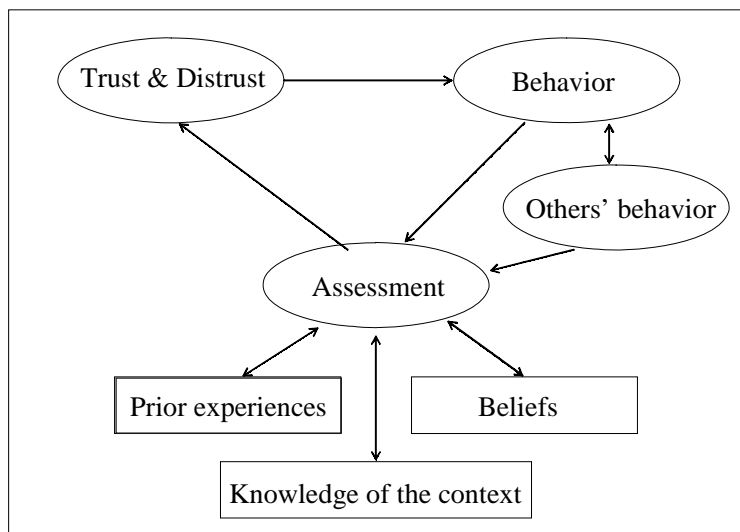 Trust & Distrust
Behavior
Others’ behavior
Assessment
Prior experiences
Beliefs
Knowledge of the context